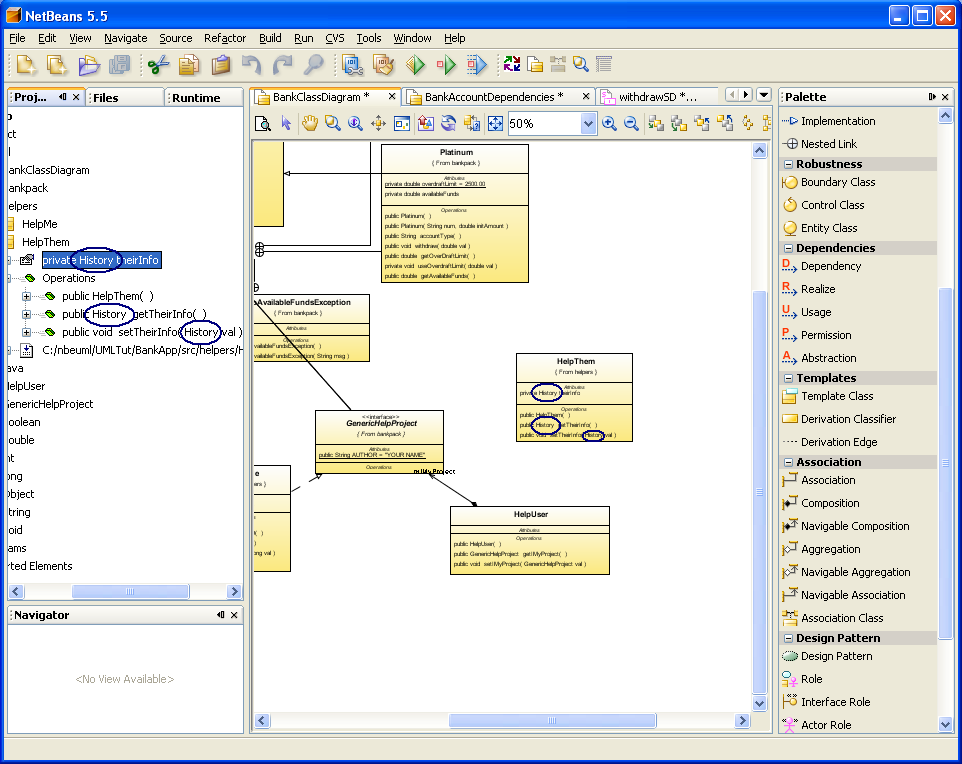 NetBeans 5.5
File Edit View Navigate Source Refactor Build Run CVS Tools Window Help
50%
Proj... Files Runtime
ct
l
ankClassDiagram
ankpack
elpers
HelpMe
HelpThem
private History theirInfo
Operations
public HelpThem( )
public History getTheirInfo( )
public void setTheirInfo( History val )
C:/nbeuml/UMLTut/BankApp/src/helpers/H
ava
HelpUser
GenericHelpProject
oolean
ouble
nt
ong
Object
tring
oid
ams
rted Elements
Navigator
<No View Available>
BankClassDiagram * BankAccountDependencies * withdrawSD *...
Platinum
{ From bankpack }
Attributes
private double overdraftLimit = 2500.00
private double availableFunds
Operations
public Platinum( )
public Platinum( String num, double initAmount )
public String accountType( )
public void withdraw( double val )
public double getOverDraftLimit( )
private void useOverdraftLimit( double val )
public double getAvailableFunds( )
AvailableFundsException
{ From bankpack }
Attributes
Operations
vailableFundsException( )
vailableFundsException( String msg )
HelpThem
{ From helpers }
Attributes
private History theirInfo
Operations
public HelpThem( )
public History getTheirInfo( )
public void setTheirInfo( History val )
<<interface>>
GenericHelpProject
{ From bankpack }
Attributes
public String AUTHOR = "YOUR NAME"
Operations
e
ers }
t( )
)
ong val )
HelpUser
Attributes
Operations
public HelpUser( )
public GenericHelpProject getIMyProject( )
public void setIMyProject( GenericHelpProject val )
Palette
Implementation
Nested Link
Robustness
Boundary Class
Control Class
Entity Class
Dependencies
Dependency
Realize
Usage
Permission
Abstraction
Templates
Template Class
Derivation Classifier
Derivation Edge
Association
Association
Composition
Navigable Composition
Aggregation
Navigable Aggregation
Navigable Association
Association Class
Design Pattern
Design Pattern
Role
Interface Role
Actor Role